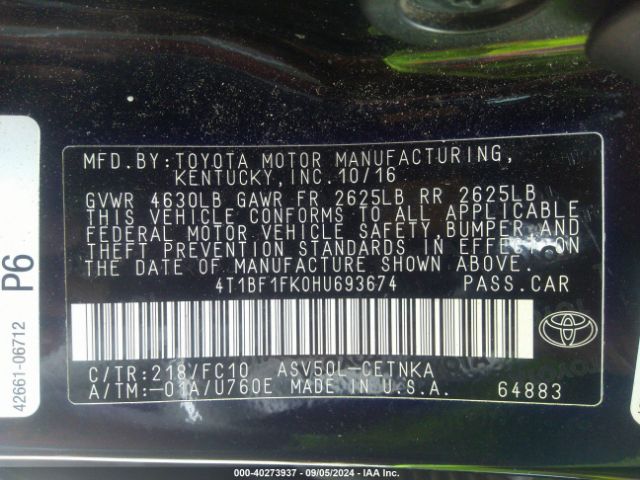 MFD.BY:TOYOTA MOTOR MANUFACTURING,
KENTUCKY,INC.10/16
GVWR 4630LB GAWR FR 2625LB RR 2625LB
THIS VEHICLE CONFORMS TO ALL APPLICABLE
FEDERAL MOTOR VEHICLE SAFETY,BUMPER,AND
THEFT PREVENTION STANDARDS IN EFFECT ON
THE DATE OF MANUFACTURE SHOWN ABOVE.
4T1BF1FK0HU693674 PASS.CAR
C/TR:218/FC10 ASV50L-CETNKA
A/TM:-01A/U760E MADE IN U.S.A. 64883
P6
42661-06712
000-40273937 - 09/05/2024 - IAA Inc.